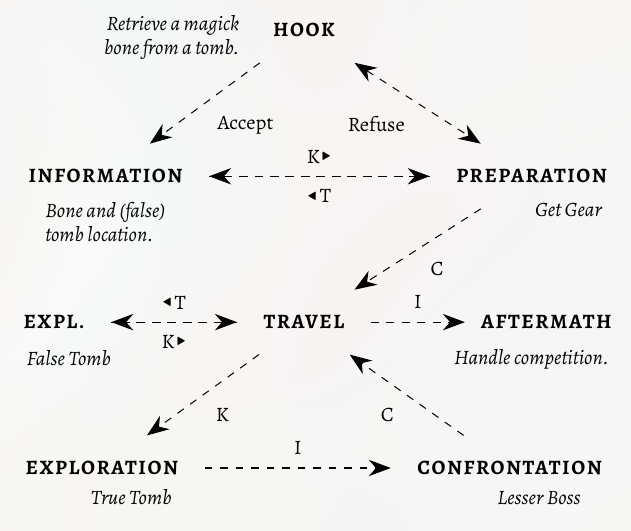 Retrieve a magick
bone from a tomb.
HOOK
Accept
Refuse
K▶
INFORMATION
PREPARATION
◀T
Bone and (false)
tomb location.
Get Gear
C
◀T
I
EXPL.
TRAVEL
AFTERMATH
K▶
False Tomb
Handle competition.
K
C
I
EXPLORATION
CONFRONTATION
True Tomb
Lesser Boss